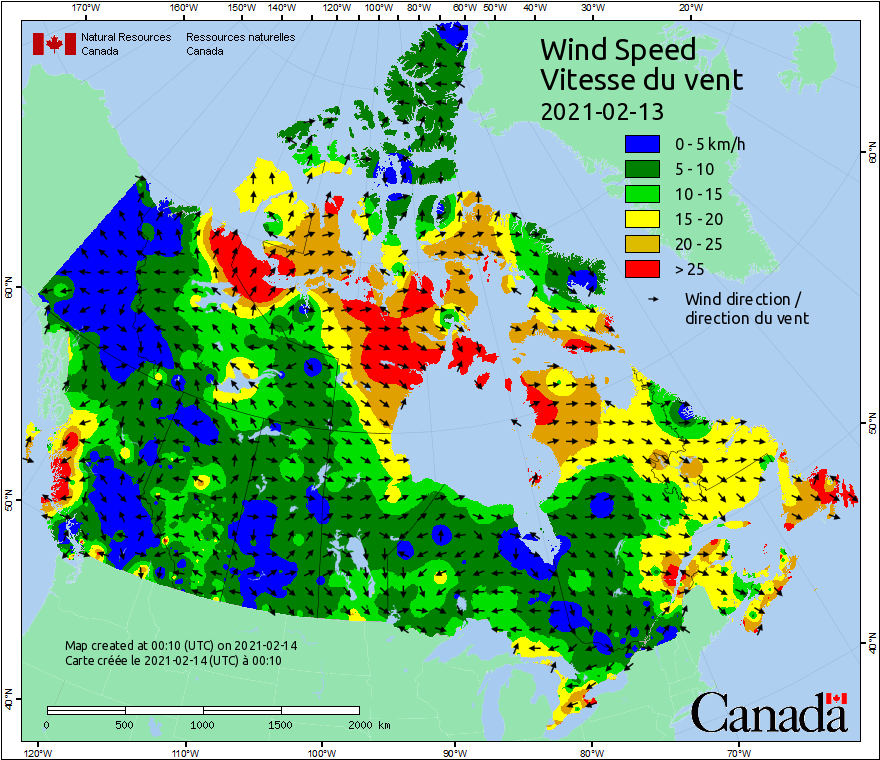 170°W 160°W 150°W 140°W 120°W 100°W 80°W 60°W 50°W 40°W 30°W 20°W
Natural Resources Ressources naturelles
Canada Canada
Wind Speed
Vitesse du vent
2021-02-13
0 - 5 km/h
5 - 10
10 - 15
15 - 20
20 - 25
> 25
Wind direction /
direction du vent
60°N 60°N
50°N 50°N
40°N 40°N
Map created at 00:10 (UTC) on 2021-02-14
Carte créée le 2021-02-14 (UTC) à 00:10
0 500 1000 1500 2000 km
Canada
120°W 110°W 100°W 90°W 80°W 70°W